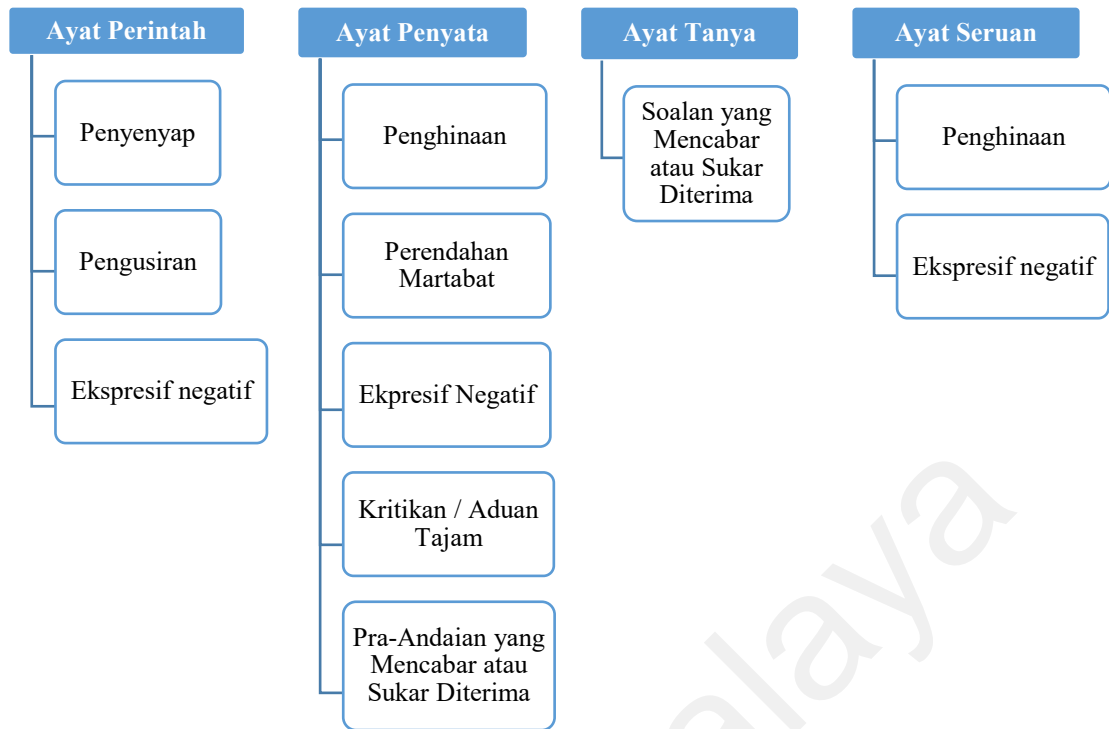 Ayat Perintah
Penyenyap
Pengusiran
Ekspresif negatif
Ayat Penyata
Penghinaan
Perendahan
Martabat
Ekpresif Negatif
Kritikan / Aduan
Tajam
Pra-Andaian yang
Mencabar atau
Sukar Diterima
Ayat Tanya
Soalan yang
Mencabar
atau Sukar
Diterima
Ayat Seruan
Penghinaan
Ekspresif negatif
alaya